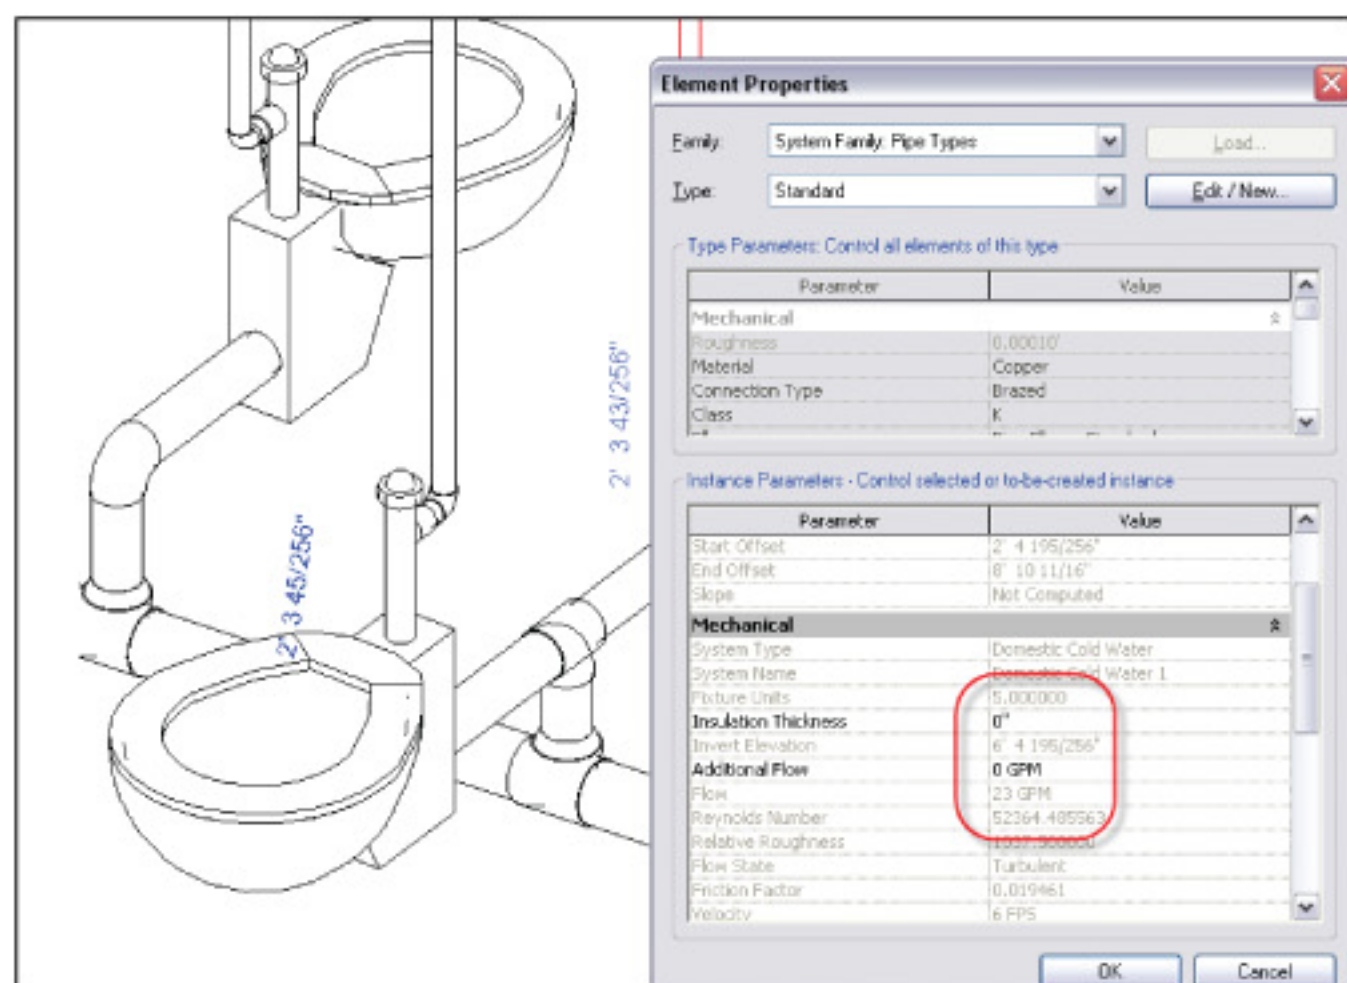 Element Properties
Family: System Family: Pipe Types Load...
Type: Standard Edit / New...
Type Parameters: Control all elements of this type
Parameter Value
Mechanical
Roughness 0.00010'
Material Copper
Connection Type Brazed
Class K
Instance Parameters - Control selected or to-be-created instance
Parameter Value
Start Offset 2' 4 195/256"
End Offset 8' 10 11/16"
Slope Not Computed
Mechanical
System Type Domestic Cold Water
System Name Domestic Cold Water 1
Fixture Units 5.000000
Insulation Thickness 0"
Invert Elevation 6' 4 195/256"
Additional Flow 0 GPM
Flow 23 GPM
Reynolds Number 52364.485563
Relative Roughness
Flow State Turbulent
Friction Factor 0.019461
Velocity 6 FPS
OK Cancel
2' 3 43/256"
2' 3 45/256"